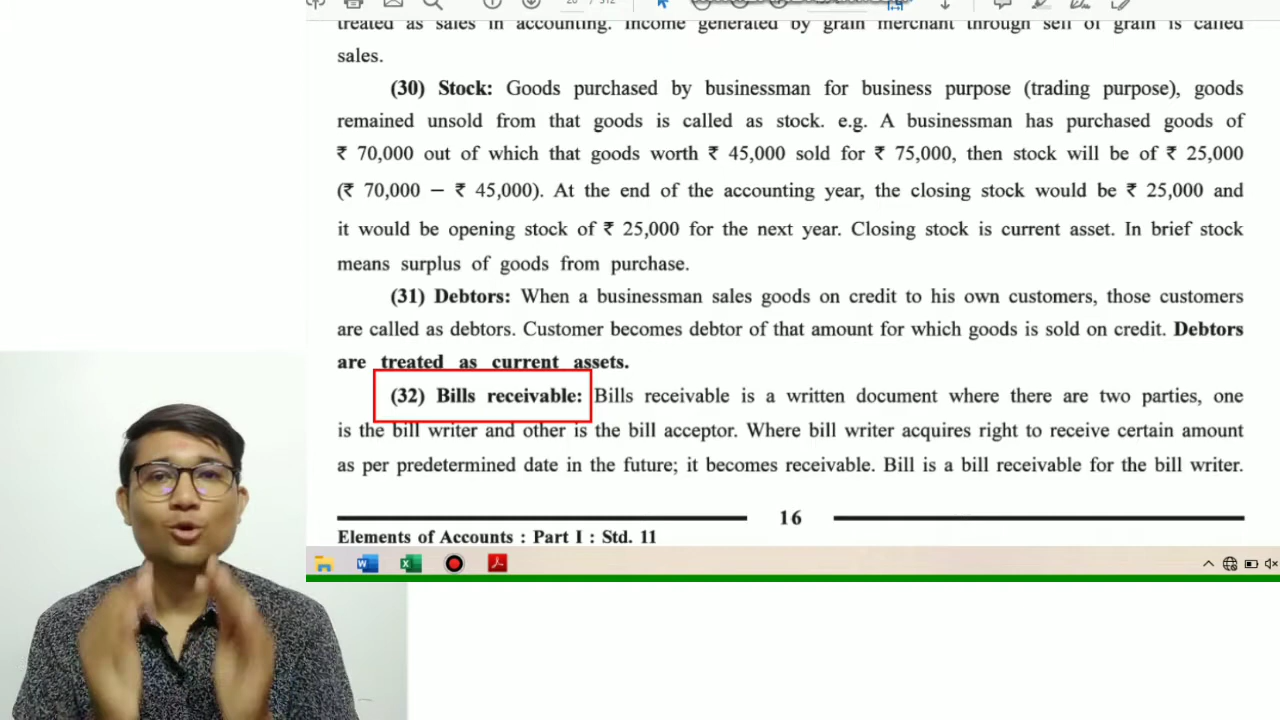 treated as sales in accounting. Income generated by grain merchant through sell of grain is called
sales.
(30) Stock: Goods purchased by businessman for business purpose (trading purpose), goods
remained unsold from that goods is called as stock. e.g. A businessman has purchased goods of
₹ 70,000 out of which that goods worth ₹ 45,000 sold for ₹ 75,000, then stock will be of ₹ 25,000
(₹ 70,000 − ₹ 45,000). At the end of the accounting year, the closing stock would be ₹ 25,000 and
it would be opening stock of ₹ 25,000 for the next year. Closing stock is current asset. In brief stock
means surplus of goods from purchase.
(31) Debtors: When a businessman sales goods on credit to his own customers, those customers
are called as debtors. Customer becomes debtor of that amount for which goods is sold on credit. Debtors
are treated as current assets.
(32) Bills receivable: Bills receivable is a written document where there are two parties, one
is the bill writer and other is the bill acceptor. Where bill writer acquires right to receive certain amount
as per predetermined date in the future; it becomes receivable. Bill is a bill receivable for the bill writer.
16
Elements of Accounts : Part I : Std. 11